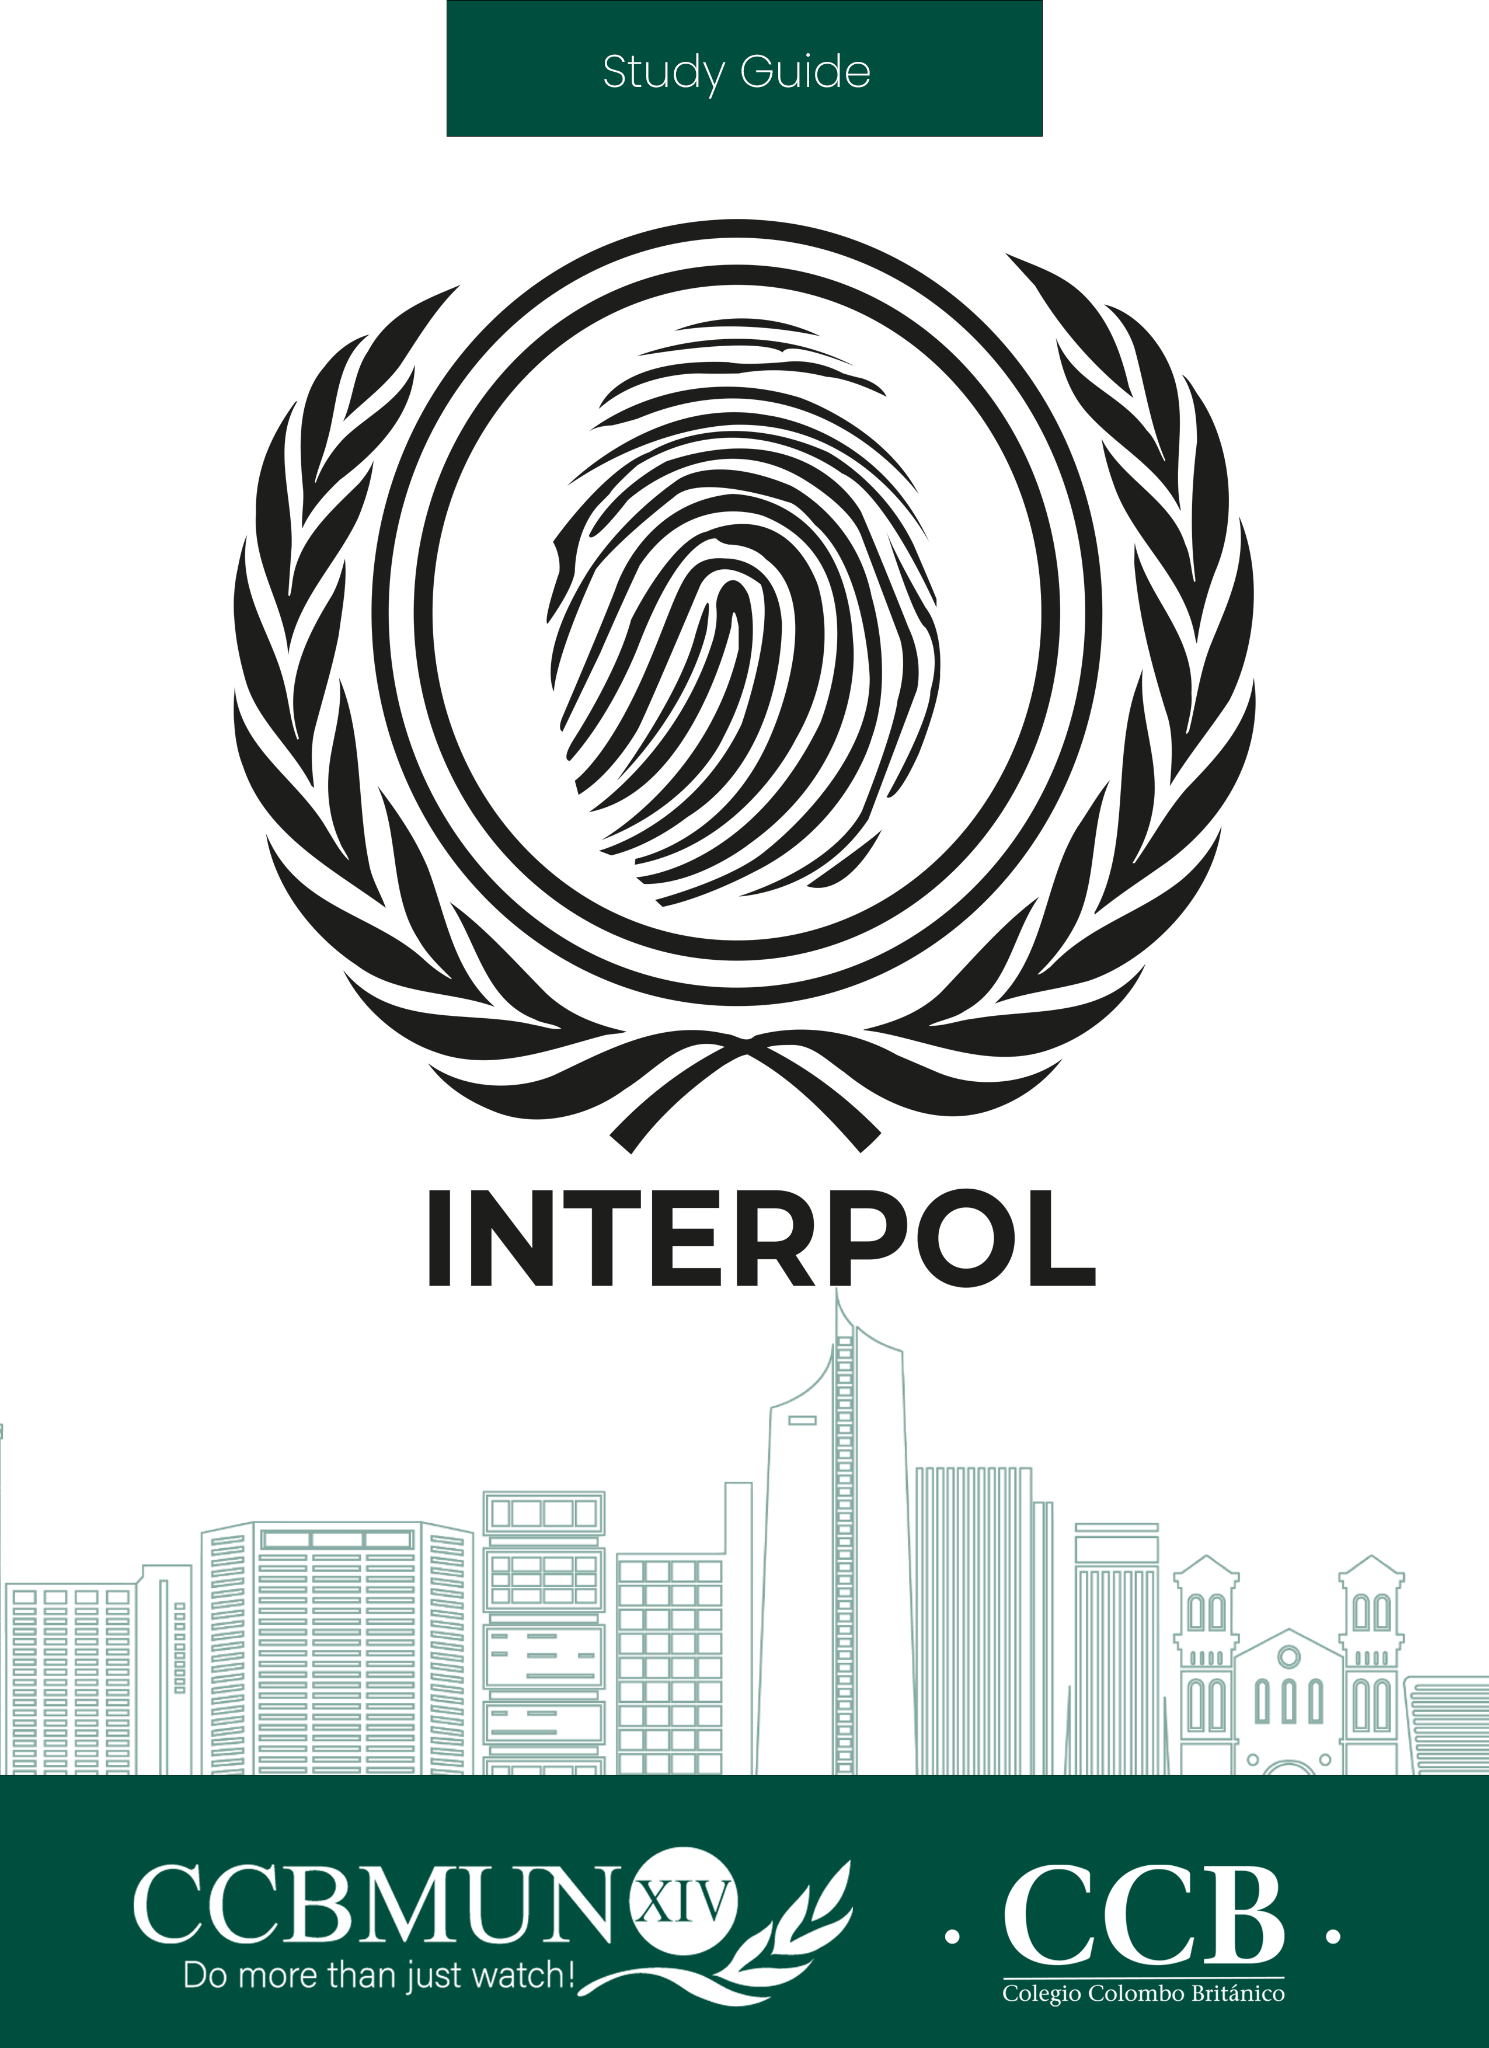 Study Guide
INTERPOL
CCBMUN XIV
Do more than just watch!
· CCB ·
Colegio Colombo Británico